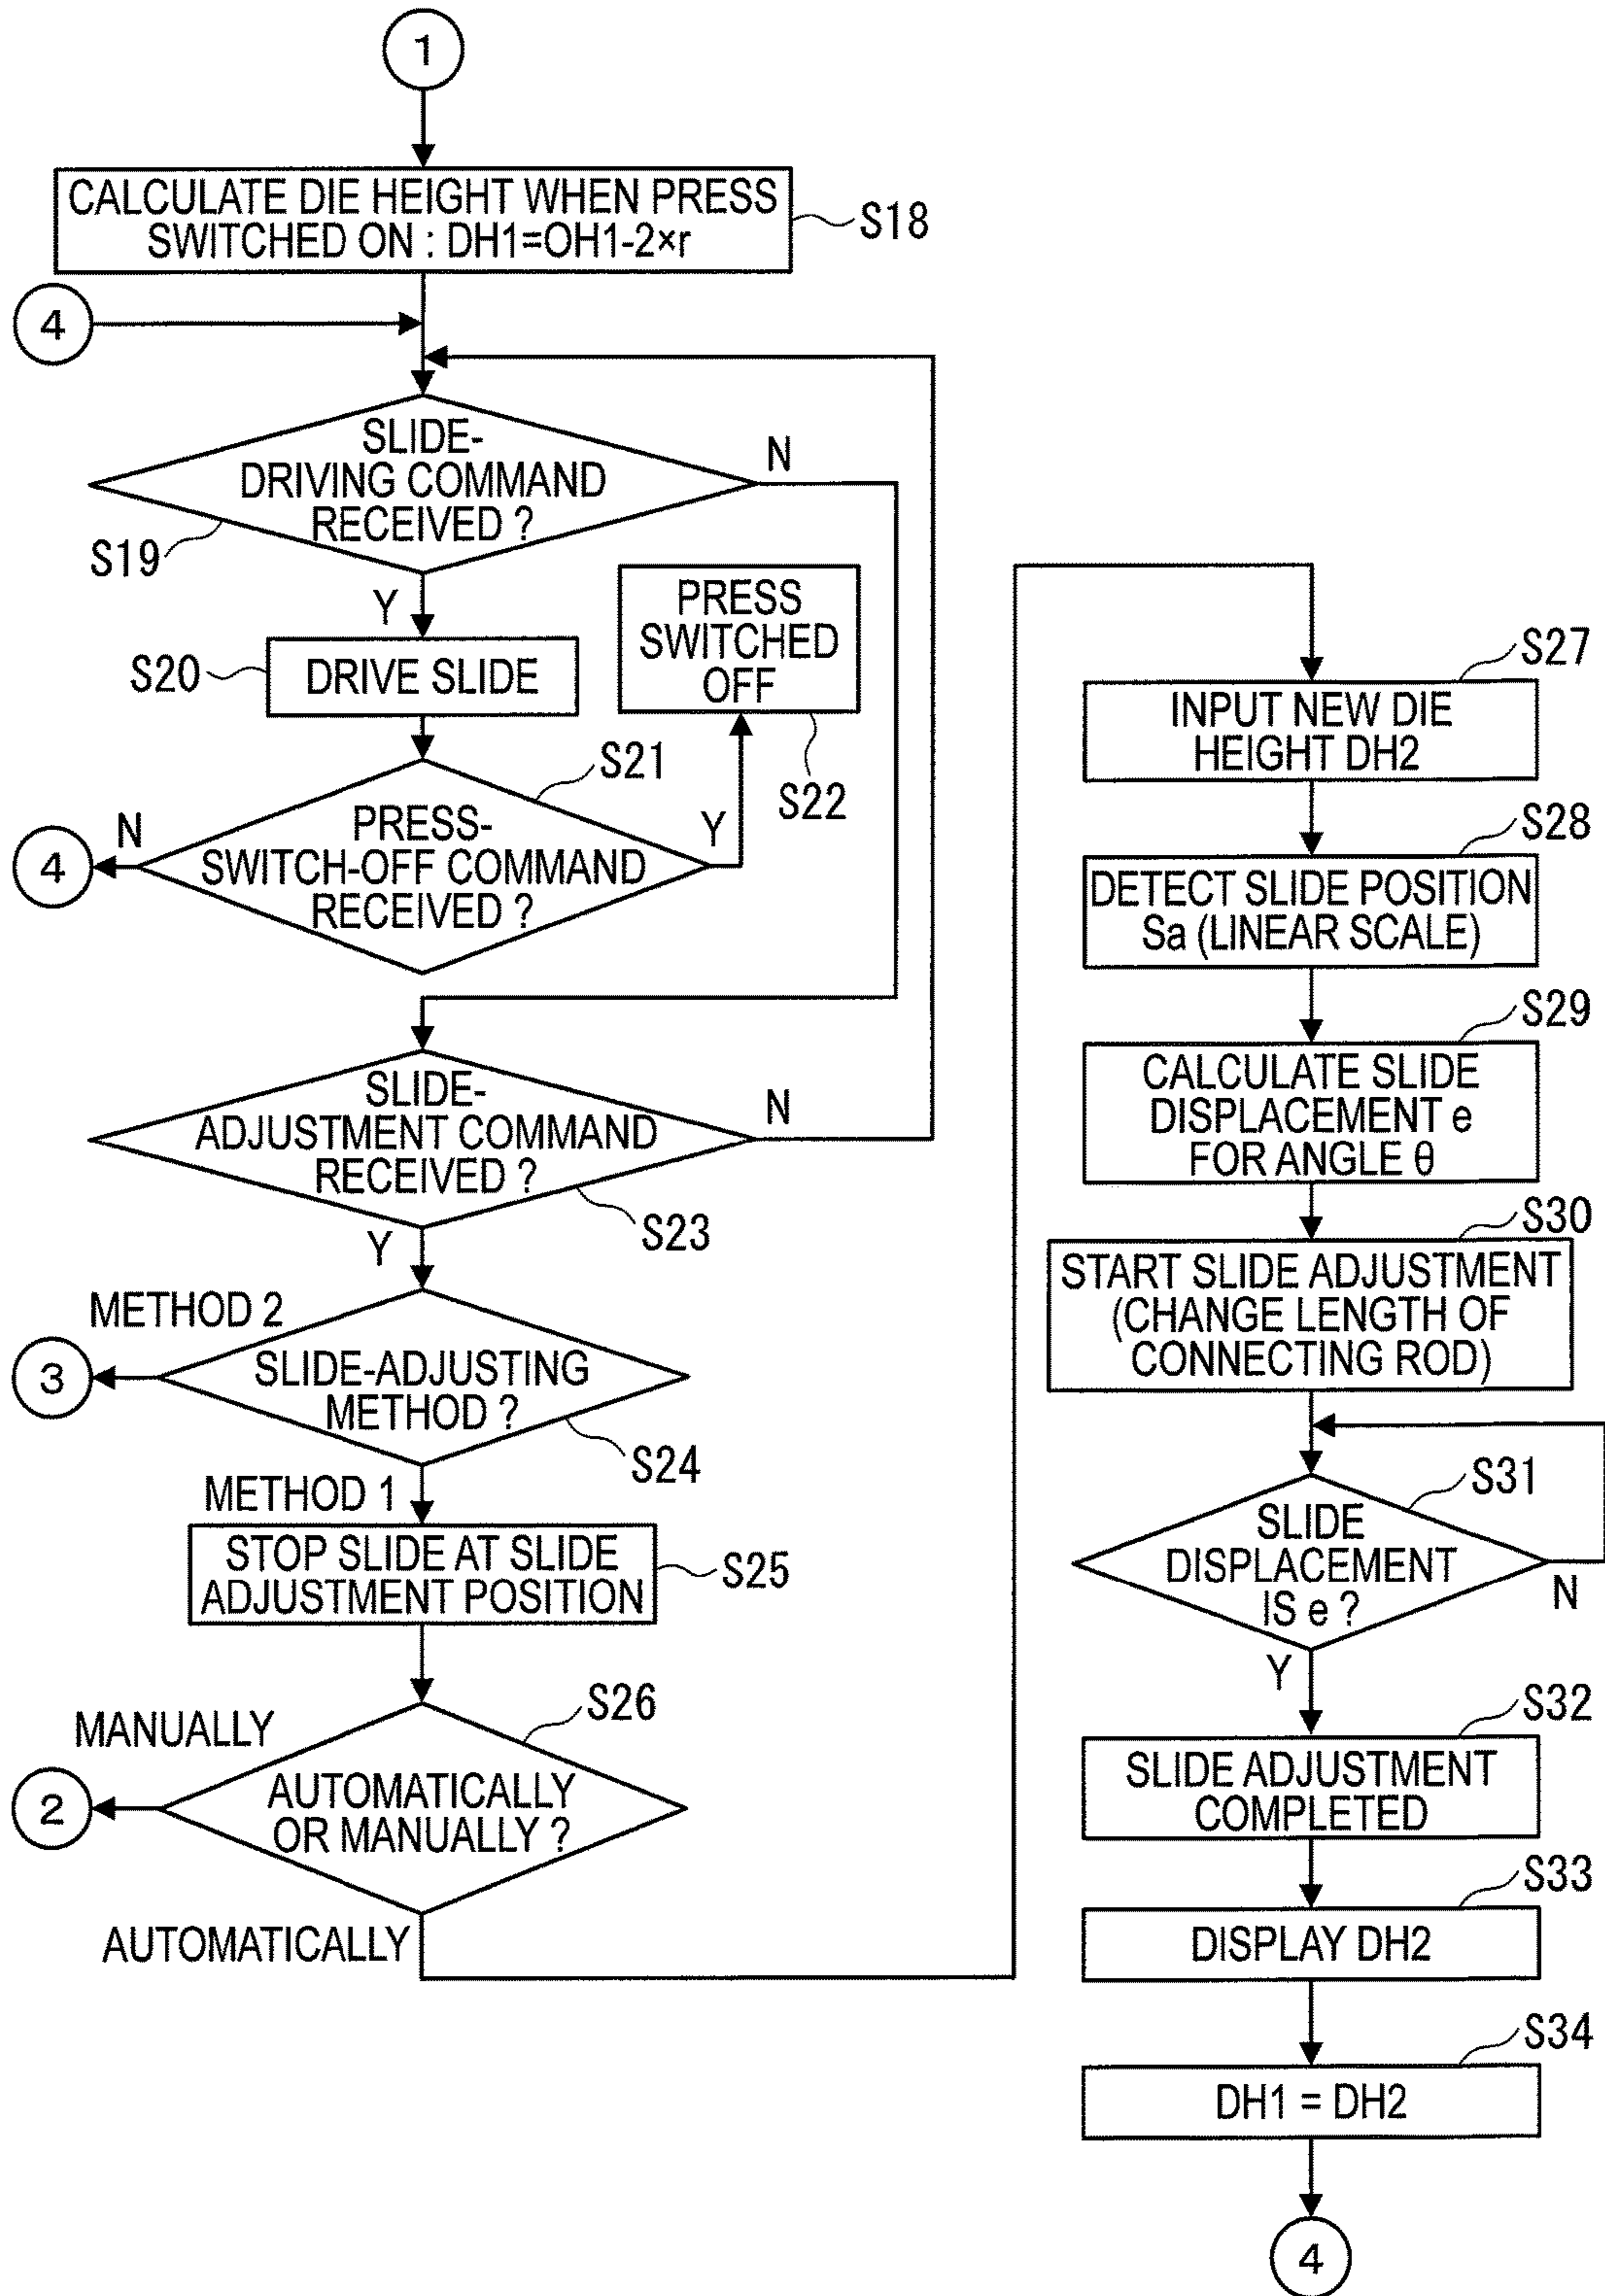 1
CALCULATE DIE HEIGHT WHEN PRESS
SWITCHED ON : DH1=OH1-2×r
S18
4
SLIDE-
DRIVING COMMAND
RECEIVED ?
N
S19
Y
DRIVE SLIDE
S20
PRESS
SWITCHED
OFF
S22
S21
PRESS-
SWITCH-OFF COMMAND
RECEIVED ?
N
Y
4
SLIDE-
ADJUSTMENT COMMAND
RECEIVED ?
N
S23
Y
METHOD 2
3
SLIDE-ADJUSTING
METHOD ?
S24
METHOD 1
STOP SLIDE AT SLIDE
ADJUSTMENT POSITION
S25
S26
MANUALLY
2
AUTOMATICALLY
OR MANUALLY ?
AUTOMATICALLY
S27
INPUT NEW DIE
HEIGHT DH2
S28
DETECT SLIDE POSITION
Sa (LINEAR SCALE)
S29
CALCULATE SLIDE
DISPLACEMENT e
FOR ANGLE θ
S30
START SLIDE ADJUSTMENT
(CHANGE LENGTH OF
CONNECTING ROD)
S31
SLIDE
DISPLACEMENT
IS e ?
N
Y
S32
SLIDE ADJUSTMENT
COMPLETED
S33
DISPLAY DH2
S34
DH1 = DH2
4